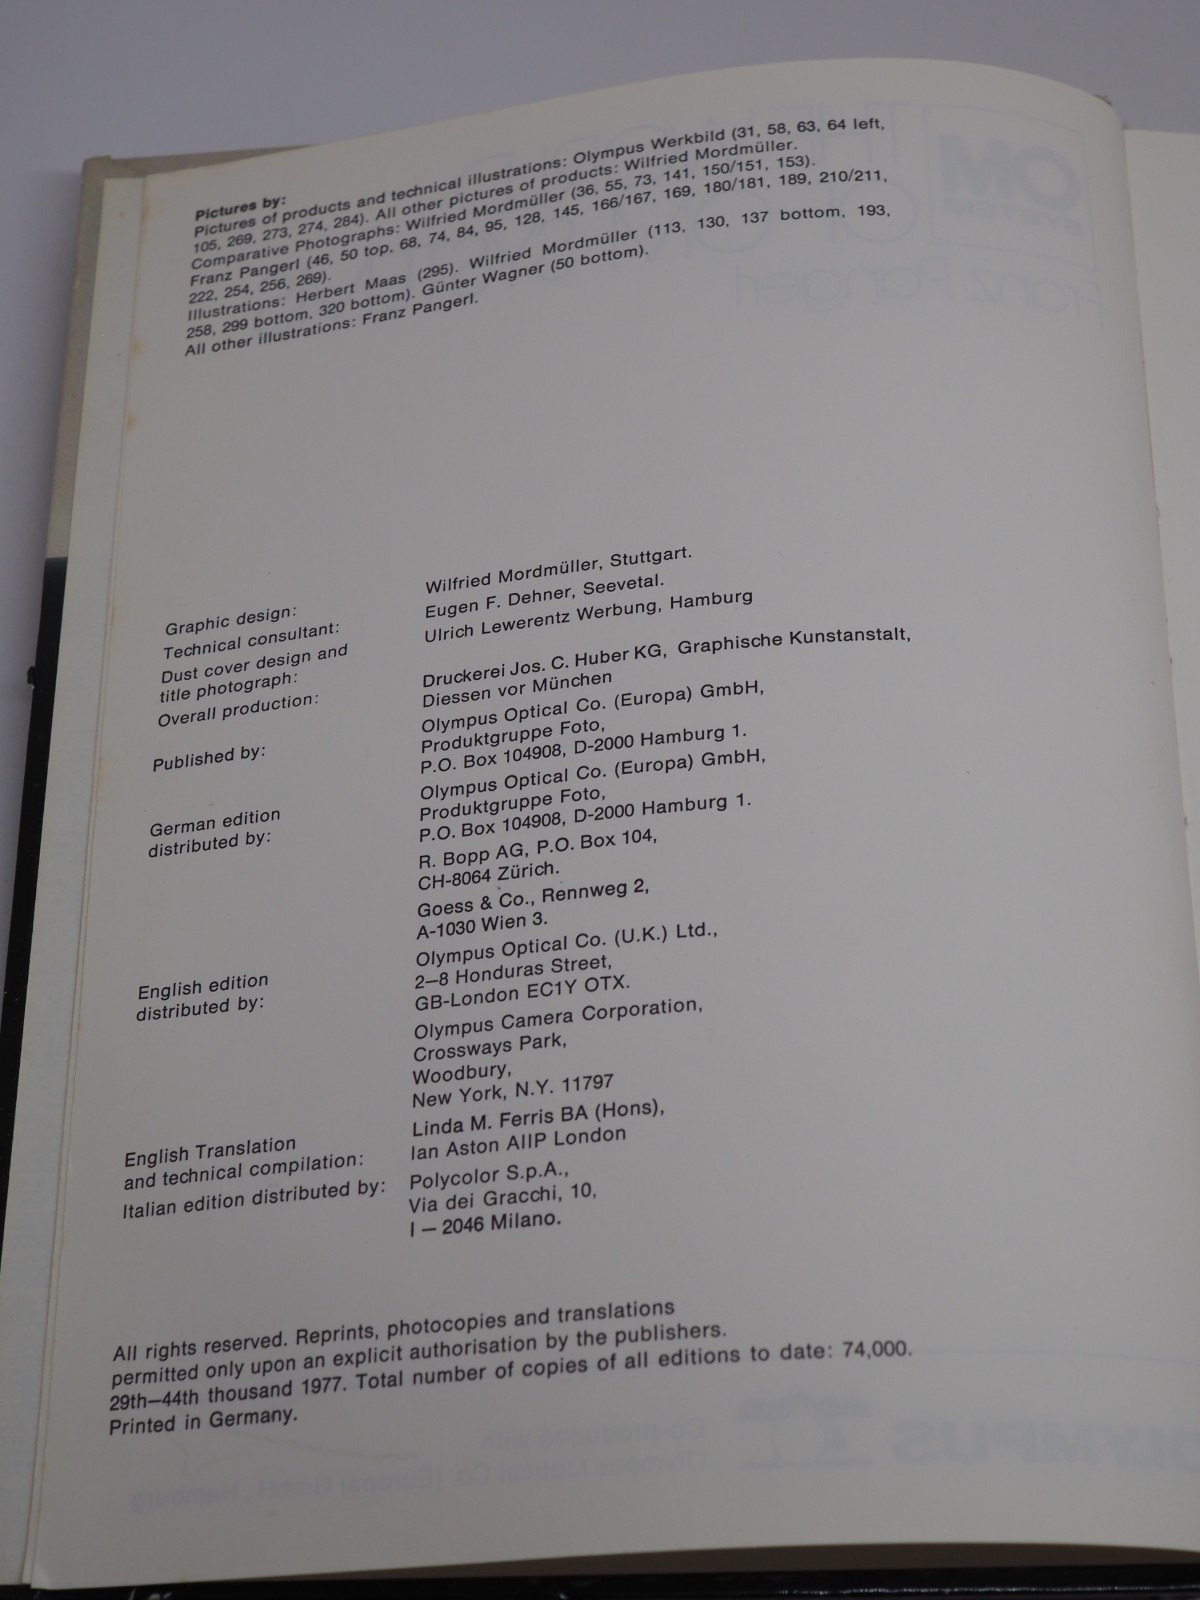 Pictures by:
Pictures of products and technical illustrations: Olympus Werkbild (31, 58, 63, 64 left,
105, 269, 273, 274, 284). All other pictures of products: Wilfried Mordmüller.
Comparative Photographs: Wilfried Mordmüller (36, 55, 73, 141, 150/151, 153).
Franz Pangerl (46, 50 top, 68, 74, 84, 95, 128, 145, 166/167, 169, 180/181, 189, 210/211,
222, 254, 256, 269).
Illustrations: Herbert Maas (295). Wilfried Mordmüller (113, 130, 137 bottom, 193,
258, 299 bottom, 320 bottom). Günter Wagner (50 bottom).
All other illustrations: Franz Pangerl.
Graphic design: Wilfried Mordmüller, Stuttgart.
Technical consultant: Eugen F. Dehner, Seevetal.
Dust cover design and Ulrich Lewerentz Werbung, Hamburg
title photograph:
Overall production: Druckerei Jos. C. Huber KG, Graphische Kunstanstalt,
Diessen vor München
Published by: Olympus Optical Co. (Europa) GmbH,
Produktgruppe Foto,
P.O. Box 104908, D-2000 Hamburg 1.
German edition Olympus Optical Co. (Europa) GmbH,
distributed by: Produktgruppe Foto,
P.O. Box 104908, D-2000 Hamburg 1.
R. Bopp AG, P.O. Box 104,
CH-8064 Zürich.
Goess & Co., Rennweg 2,
A-1030 Wien 3.
English edition Olympus Optical Co. (U.K.) Ltd.,
distributed by: 2–8 Honduras Street,
GB-London EC1Y OTX.
Olympus Camera Corporation,
Crossways Park,
Woodbury,
New York, N.Y. 11797
English Translation Linda M. Ferris BA (Hons),
and technical compilation: Ian Aston AIIP London
Italian edition distributed by: Polycolor S.p.A.,
Via dei Gracchi, 10,
I – 2046 Milano.
All rights reserved. Reprints, photocopies and translations
permitted only upon an explicit authorisation by the publishers.
29th–44th thousand 1977. Total number of copies of all editions to date: 74,000.
Printed in Germany.